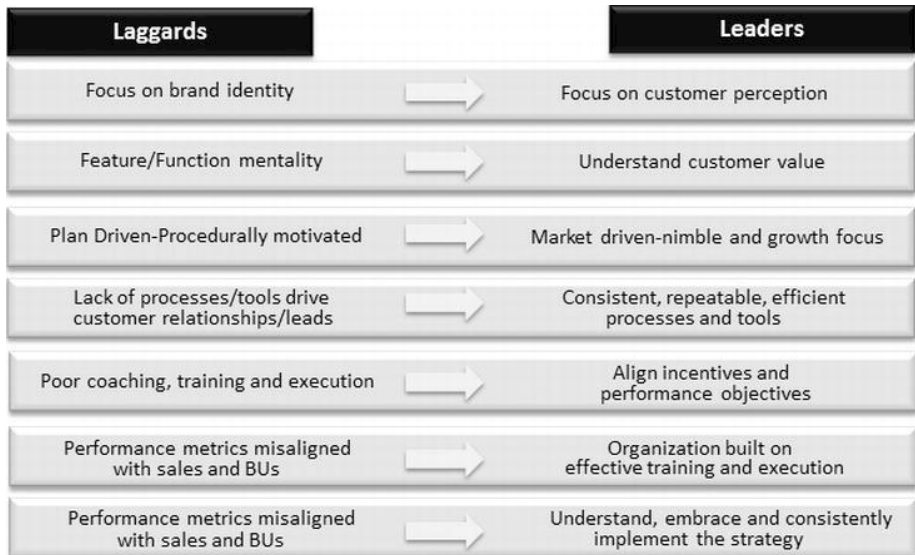 Laggards
Leaders
Focus on brand identity
Focus on customer perception
Feature/Function mentality
Understand customer value
Plan Driven-Procedurally motivated
Market driven-nimble and growth focus
Lack of processes/tools drive
customer relationships/leads
Consistent, repeatable, efficient
processes and tools
Poor coaching, training and execution
Align incentives and
performance objectives
Performance metrics misaligned
with sales and BUs
Organization built on
effective training and execution
Performance metrics misaligned
with sales and BUs
Understand, embrace and consistently
implement the strategy